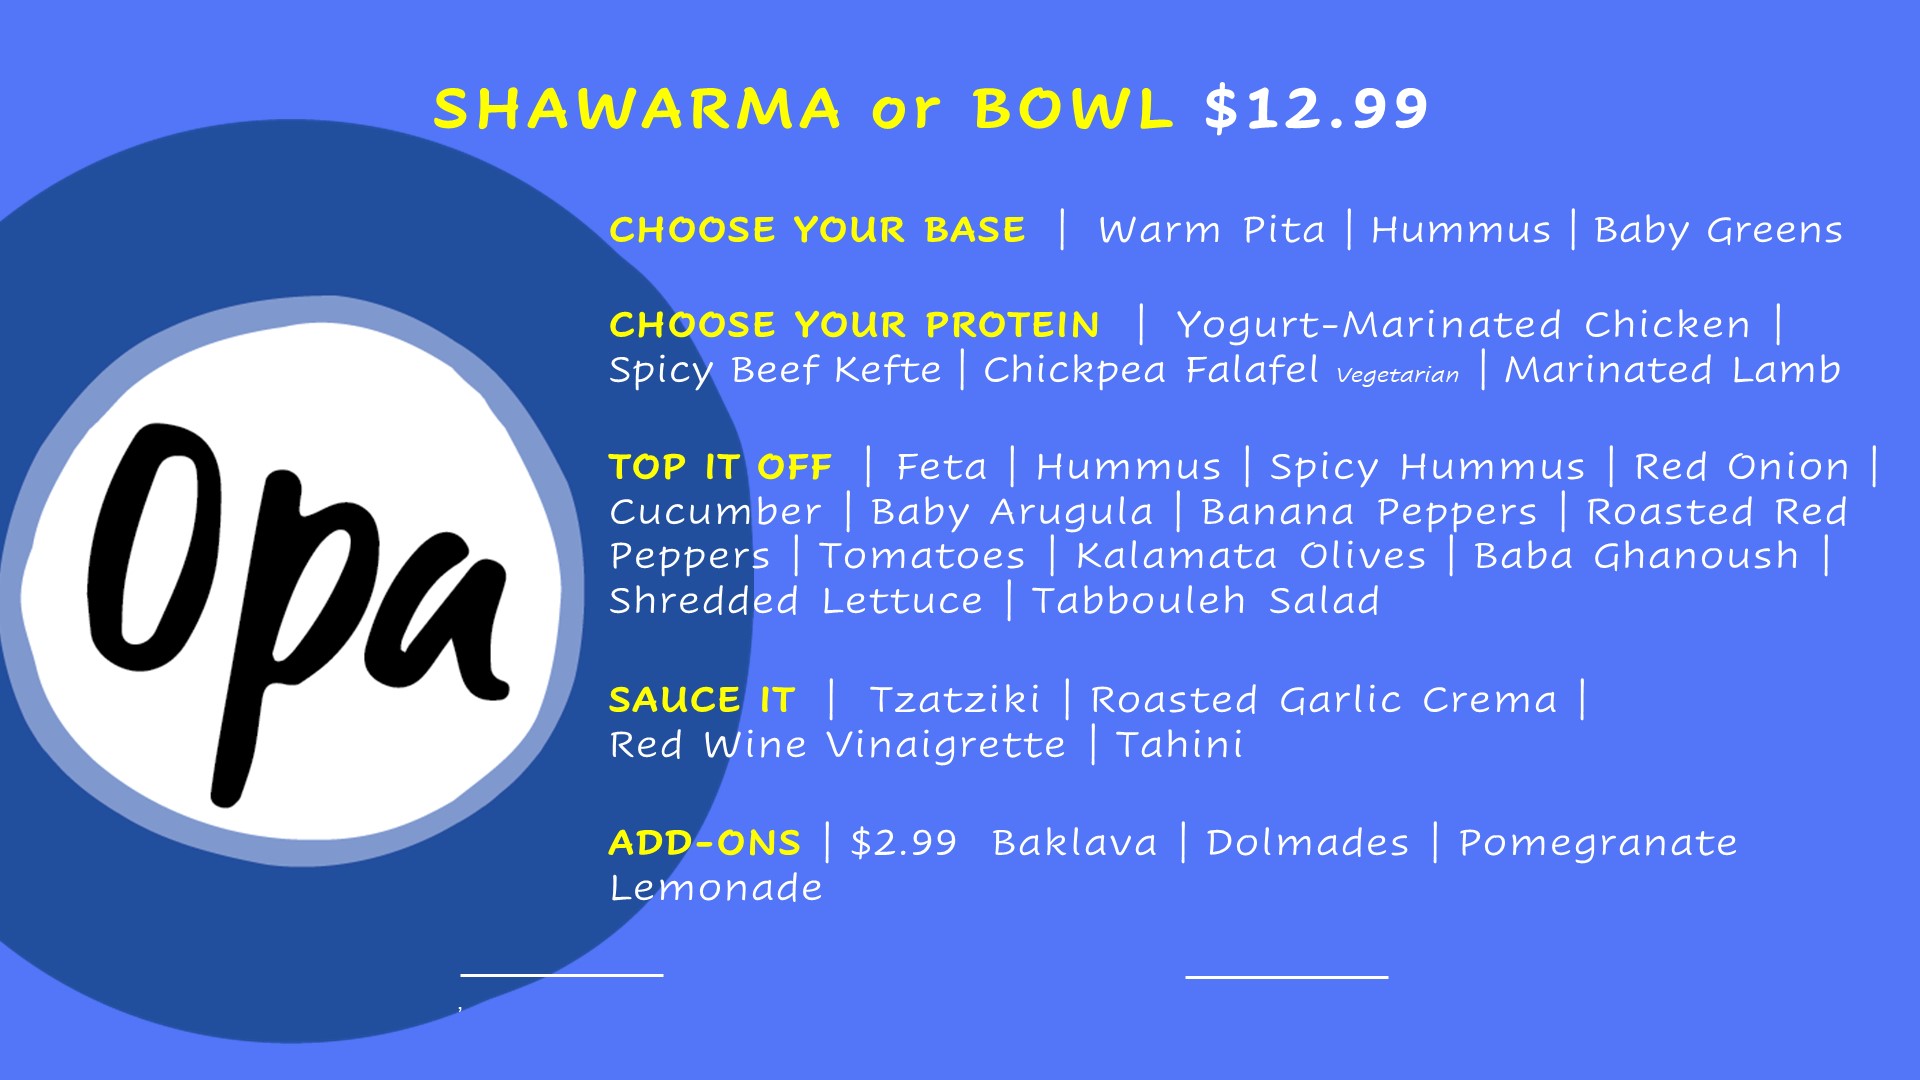 SHAWARMA or BOWL $12.99
CHOOSE YOUR BASE | Warm Pita | Hummus | Baby Greens
CHOOSE YOUR PROTEIN | Yogurt-Marinated Chicken |
Spicy Beef Kefte | Chickpea Falafel Vegetarian | Marinated Lamb
TOP IT OFF | Feta | Hummus | Spicy Hummus | Red Onion |
Cucumber | Baby Arugula | Banana Peppers | Roasted Red
Peppers | Tomatoes | Kalamata Olives | Baba Ghanoush |
Shredded Lettuce | Tabbouleh Salad
SAUCE IT | Tzatziki | Roasted Garlic Crema |
Red Wine Vinaigrette | Tahini
ADD-ONS | $2.99 Baklava | Dolmades | Pomegranate
Lemonade
Opa
,